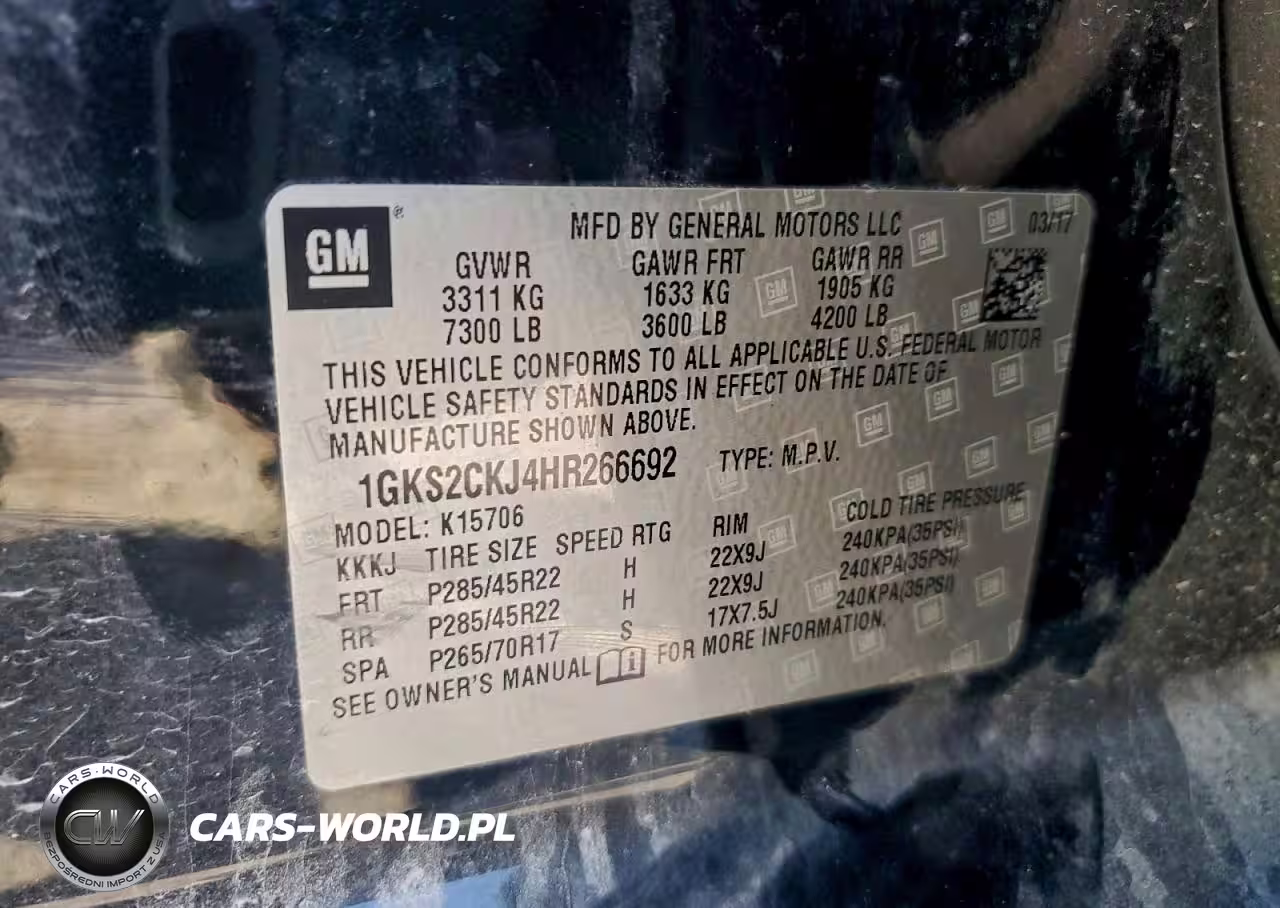 GM
®
MFD BY GENERAL MOTORS LLC 03/17
GVWR GAWR FRT GAWR RR
3311 KG 1633 KG 1905 KG
7300 LB 3600 LB 4200 LB
THIS VEHICLE CONFORMS TO ALL APPLICABLE U.S. FEDERAL MOTOR
VEHICLE SAFETY STANDARDS IN EFFECT ON THE DATE OF
MANUFACTURE SHOWN ABOVE.
1GKS2CKJ4HR266692 TYPE: M.P.V.
MODEL: K15706
KKKJ TIRE SIZE SPEED RTG RIM COLD TIRE PRESSURE
FRT P285/45R22 H 22X9J 240KPA(35PSI)
RR P285/45R22 H 22X9J 240KPA(35PSI)
SPA P265/70R17 S 17X7.5J 240KPA(35PSI)
SEE OWNER'S MANUAL FOR MORE INFORMATION.
CARS-WORLD
CW
BEZPOŚREDNI IMPORT Z USA
CARS-WORLD.PL